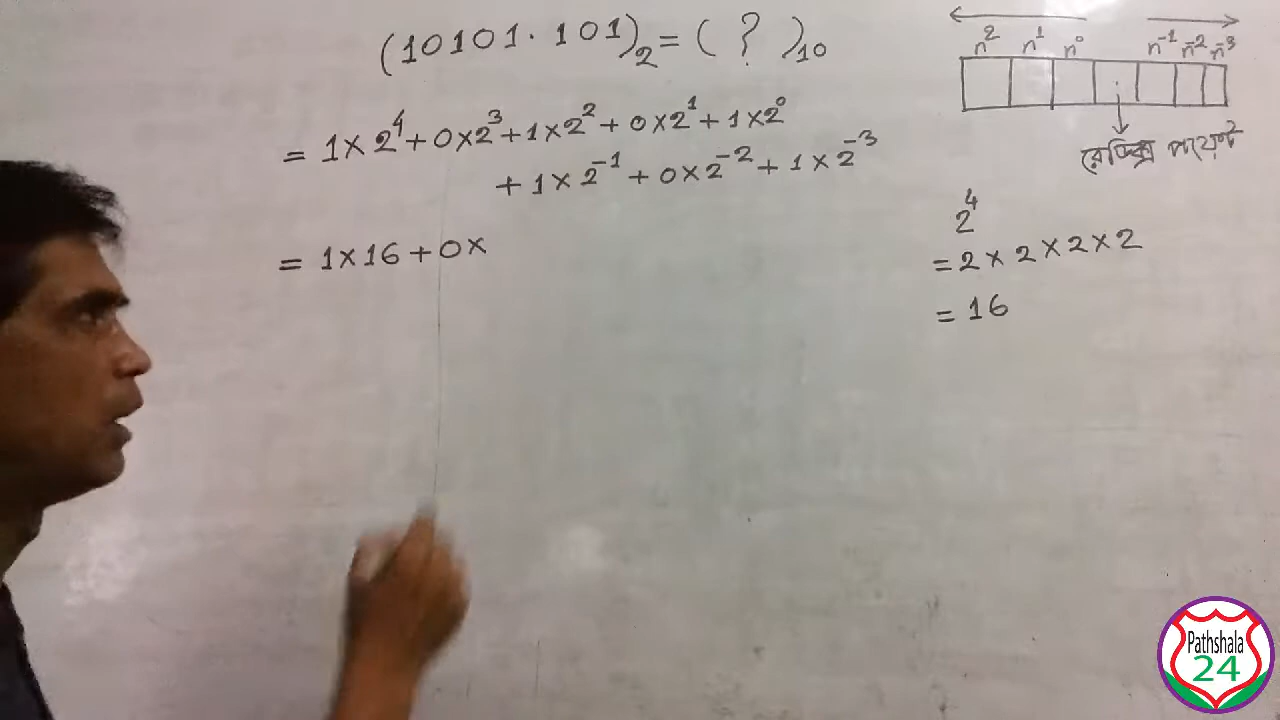 (10101.101)₂ = ( ? )₁₀
= 1×2⁴+0×2³+1×2²+0×2¹+1×2⁰
+1×2⁻¹+0×2⁻²+1×2⁻³
= 1×16+0×
n² n¹ n⁰ n⁻¹ n⁻² n⁻³
.
রেডিক্স পয়েন্ট
2⁴
= 2×2×2×2
= 16
Pathshala
24